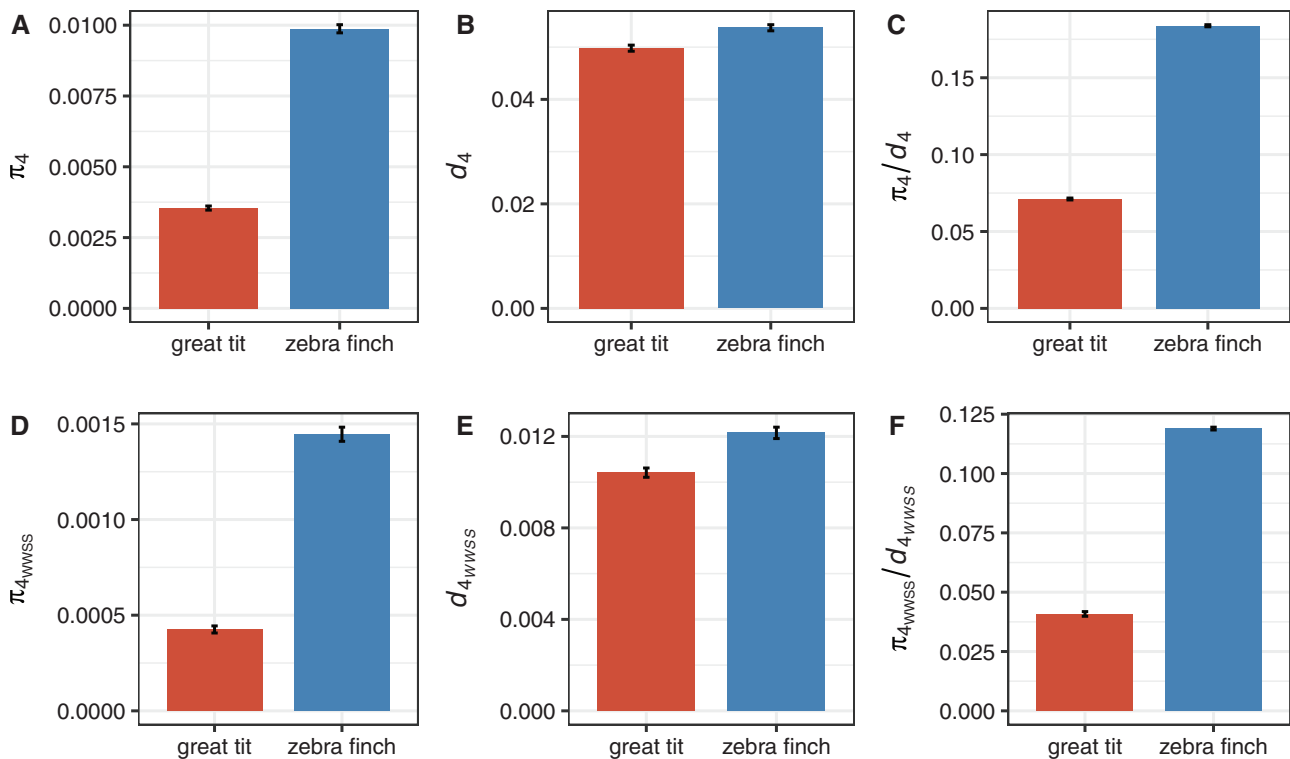 A
π₄
0.0100
0.0075
0.0050
0.0025
0.0000
great tit
zebra finch
B
d₄
0.04
0.02
0.00
great tit
zebra finch
C
π₄/d₄
0.15
0.10
0.05
0.00
great tit
zebra finch
D
π4wwss
0.0015
0.0010
0.0005
0.0000
great tit
zebra finch
E
d4wwss
0.012
0.008
0.004
0.000
great tit
zebra finch
F
π4wwss/d4wwss
0.125
0.100
0.075
0.050
0.025
0.000
great tit
zebra finch